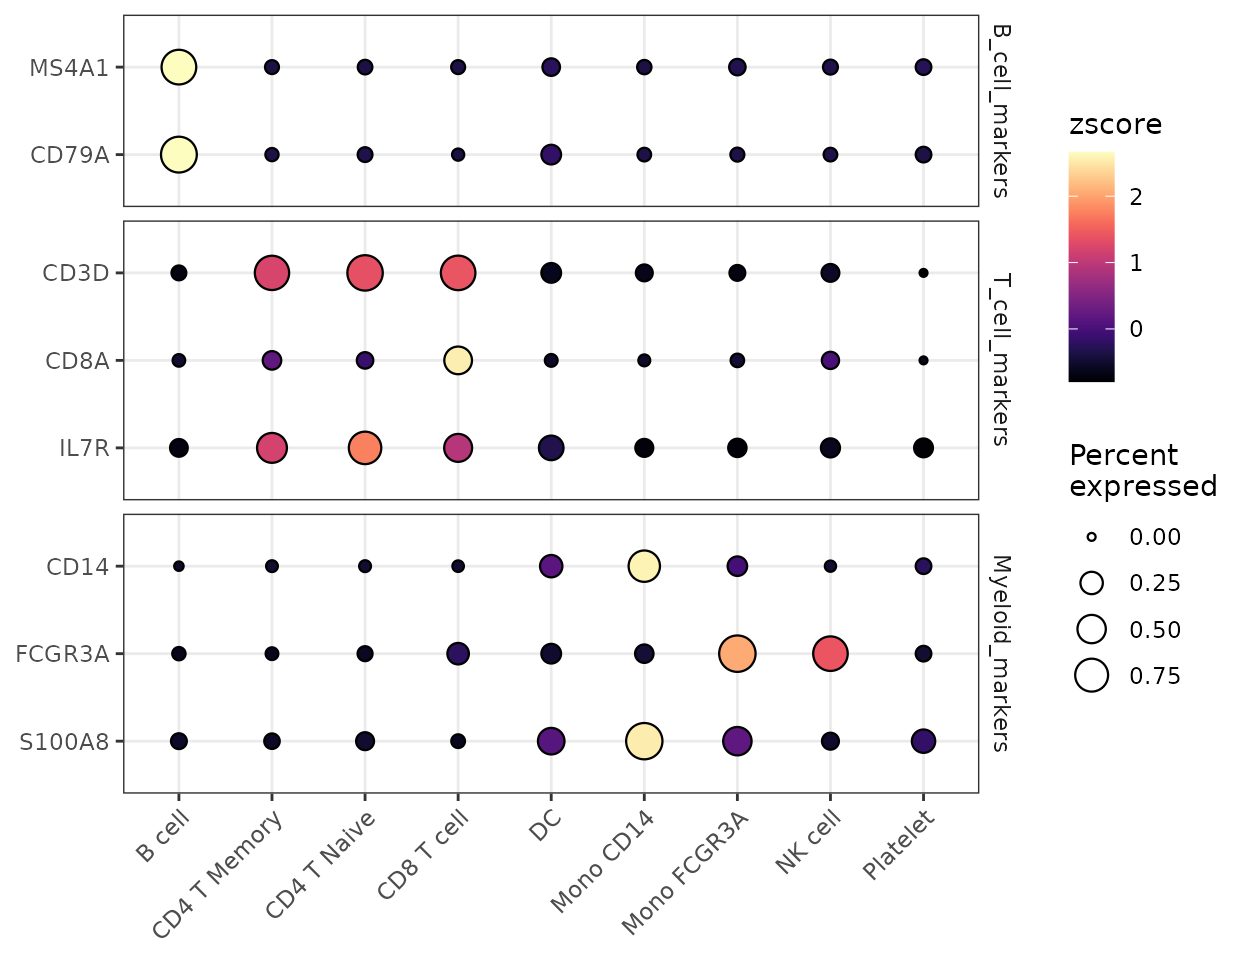 MS4A1
CD79A
B_cell_markers
CD3D
CD8A
IL7R
T_cell_markers
CD14
FCGR3A
S100A8
Myeloid_markers
B cell
CD4 T Memory
CD4 T Naive
CD8 T cell
DC
Mono CD14
Mono FCGR3A
NK cell
Platelet
zscore
2
1
0
Percent
expressed
0.00
0.25
0.50
0.75